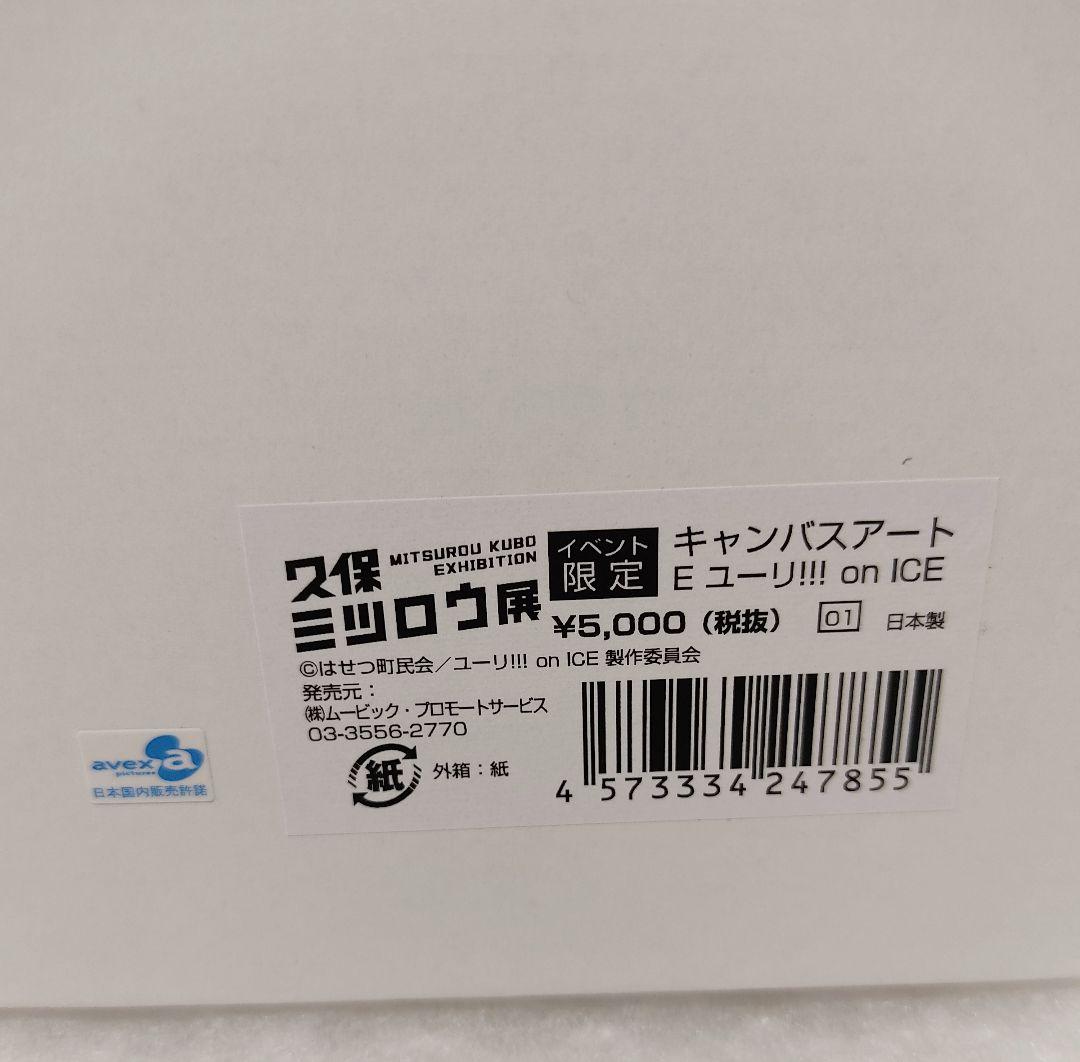 久保
ミツロウ展
MITSUROU KUBO
EXHIBITION
イベント
限定
キャンバスアート
E ユーリ!!! on ICE
¥5,000（税抜）
01
日本製
©はせつ町民会／ユーリ!!! on ICE 製作委員会
発売元：
㈱ムービック・プロモートサービス
03-3556-2770
紙
外箱：紙
4 573334 247855
avex a
pictures
日本国内販売許諾